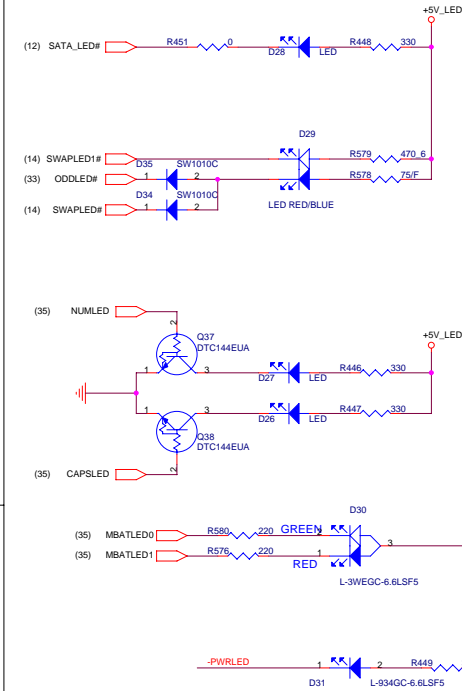 +5V_LED
(12) SATA_LED# R451 0 D28 LED R448 330
D29
(14) SWAPLED1# R579 470_6
D35 SW1010C
(33) ODDLED# 1 2 R578 75/F
D34 SW1010C
LED RED/BLUE
(14) SWAPLED# 1 2
(35) NUMLED
2
Q37
DTC144EUA
+5V_LED
1 3 D27 LED R446 330
1 3 D26 LED R447 330
Q38
DTC144EUA
(35) CAPSLED 2
D30
(35) MBATLED0 R580 220 GREEN 2
3
(35) MBATLED1 R576 220 RED 1
L-3WEGC-6.6LSF5
-PWRLED 1 2 R449
D31 L-934GC-6.6LSF5